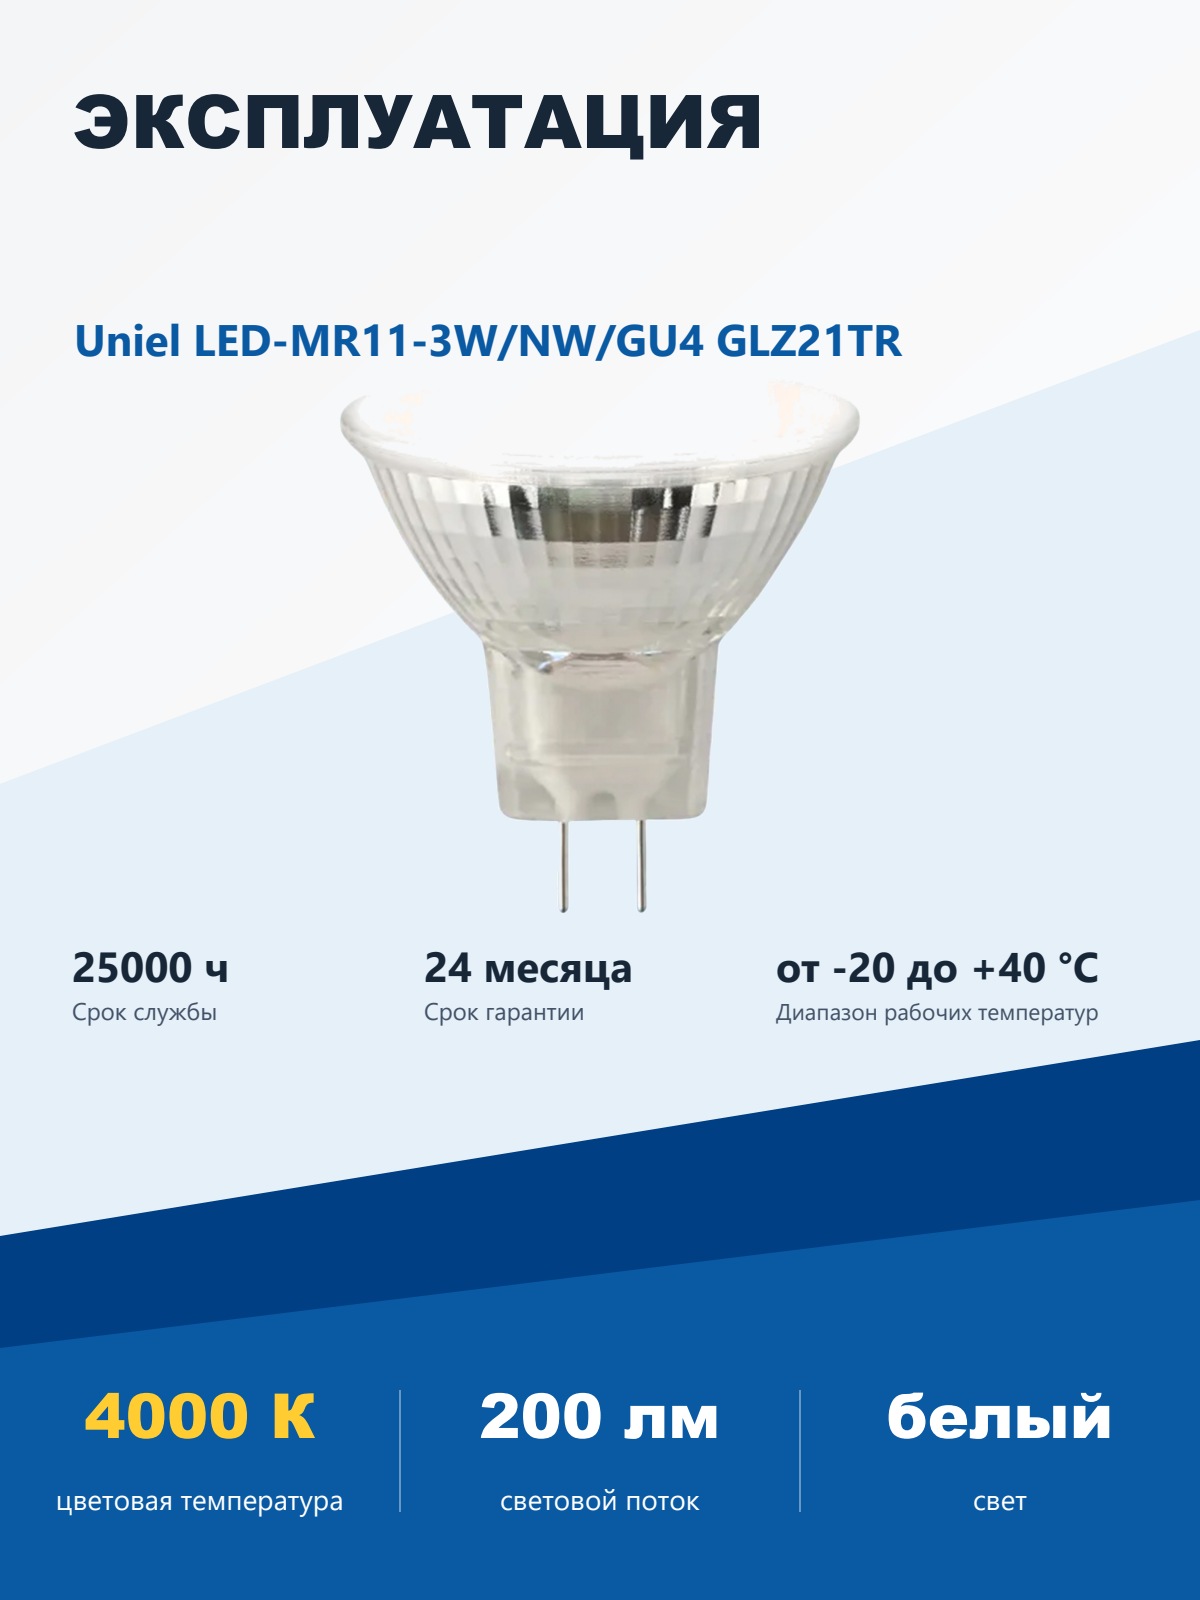 ЭКСПЛУАТАЦИЯ
Uniel LED-MR11-3W/NW/GU4 GLZ21TR
25000 ч
Срок службы
24 месяца
Срок гарантии
от -20 до +40 °C
Диапазон рабочих температур
4000 К
цветовая температура
200 лм
световой поток
белый
свет